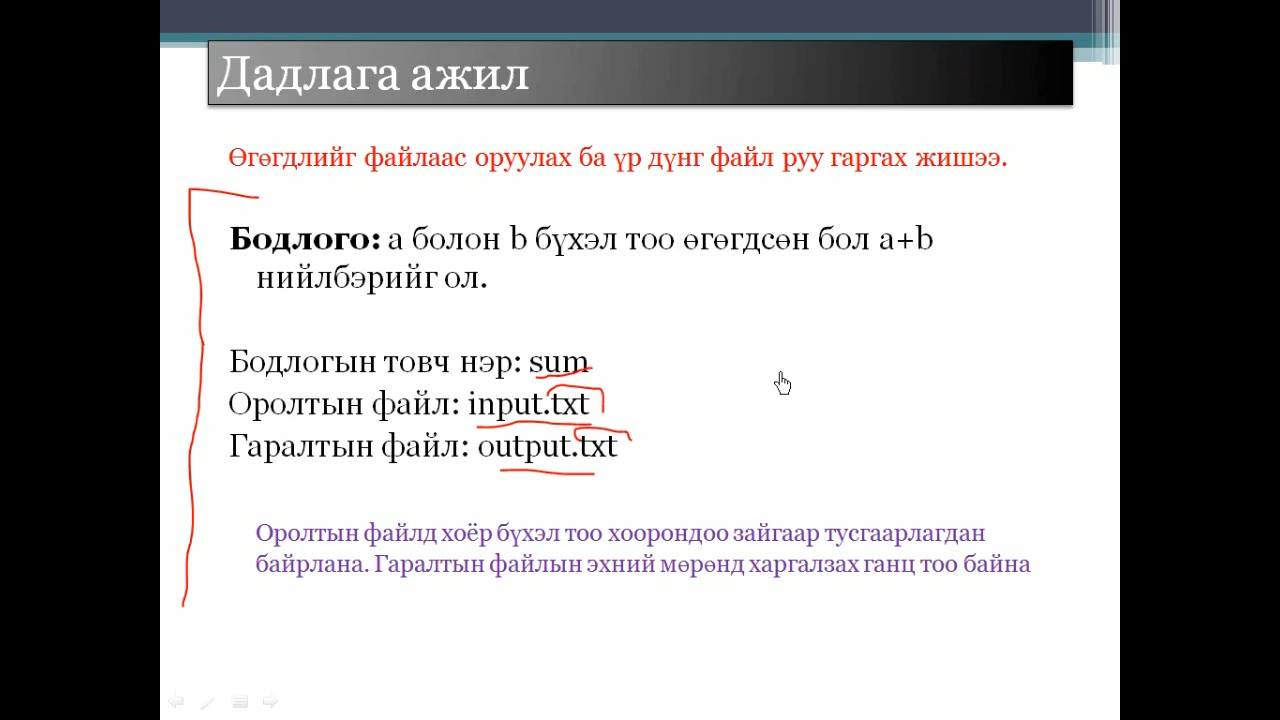 Дадлага ажил
Өгөгдлийг файлаас оруулах ба үр дүнг файл руу гаргах жишээ.
Бодлого: a болон b бүхэл тоо өгөгдсөн бол a+b
нийлбэрийг ол.
Бодлогын товч нэр: sum
Оролтын файл: input.txt
Гаралтын файл: output.txt
Оролтын файлд хоёр бүхэл тоо хоорондоо зайгаар тусгаарлагдан
байрлана. Гаралтын файлын эхний мөрөнд харгалзах ганц тоо байна